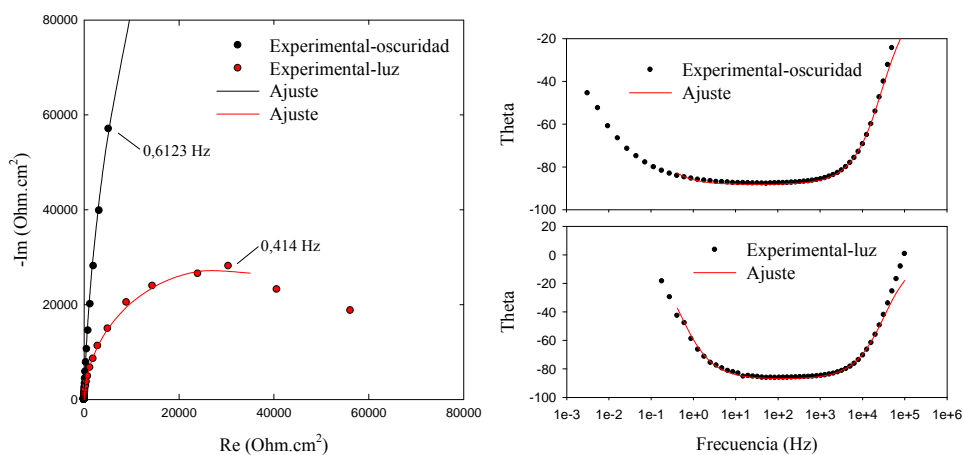 80000
60000
40000
20000
0
-Im (Ohm.cm²)
Experimental-oscuridad
Experimental-luz
Ajuste
Ajuste
0,6123 Hz
0,414 Hz
0 20000 40000 60000 80000
Re (Ohm.cm²)
-20
-40
-60
-80
-100
Theta
Experimental-oscuridad
Ajuste
20
0
-20
-40
-60
-80
-100
Theta
Experimental-luz
Ajuste
1e-3 1e-2 1e-1 1e+0 1e+1 1e+2 1e+3 1e+4 1e+5 1e+6
Frecuencia (Hz)